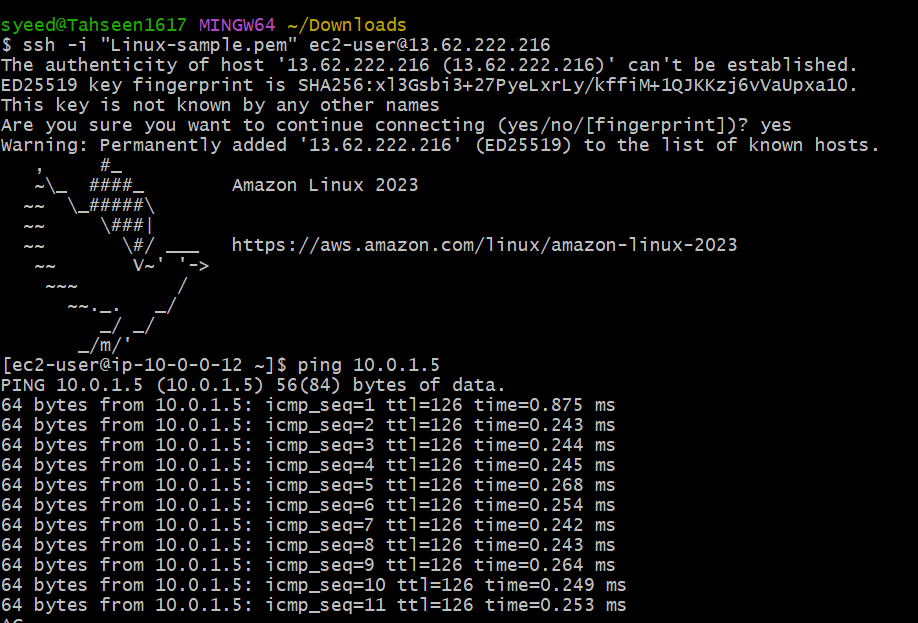 syeed@Tahseen1617 MINGW64 ~/Downloads
$ ssh -i "Linux-sample.pem" ec2-user@13.62.222.216
The authenticity of host '13.62.222.216 (13.62.222.216)' can't be established.
ED25519 key fingerprint is SHA256:xl3Gsbi3+27PyeLxrLy/kffiM+1QJKKzj6vVaUpxa10.
This key is not known by any other names
Are you sure you want to continue connecting (yes/no/[fingerprint])? yes
Warning: Permanently added '13.62.222.216' (ED25519) to the list of known hosts.
   ,     #_
   ~\_  ####_        Amazon Linux 2023
  ~~  \_#####\
  ~~     \###|
  ~~       \#/ ___   https://aws.amazon.com/linux/amazon-linux-2023
   ~~       V~' '->
    ~~~         /
      ~~._.   _/
         _/ _/
       _/m/'
[ec2-user@ip-10-0-0-12 ~]$ ping 10.0.1.5
PING 10.0.1.5 (10.0.1.5) 56(84) bytes of data.
64 bytes from 10.0.1.5: icmp_seq=1 ttl=126 time=0.875 ms
64 bytes from 10.0.1.5: icmp_seq=2 ttl=126 time=0.243 ms
64 bytes from 10.0.1.5: icmp_seq=3 ttl=126 time=0.244 ms
64 bytes from 10.0.1.5: icmp_seq=4 ttl=126 time=0.245 ms
64 bytes from 10.0.1.5: icmp_seq=5 ttl=126 time=0.268 ms
64 bytes from 10.0.1.5: icmp_seq=6 ttl=126 time=0.254 ms
64 bytes from 10.0.1.5: icmp_seq=7 ttl=126 time=0.242 ms
64 bytes from 10.0.1.5: icmp_seq=8 ttl=126 time=0.243 ms
64 bytes from 10.0.1.5: icmp_seq=9 ttl=126 time=0.264 ms
64 bytes from 10.0.1.5: icmp_seq=10 ttl=126 time=0.249 ms
64 bytes from 10.0.1.5: icmp_seq=11 ttl=126 time=0.253 ms